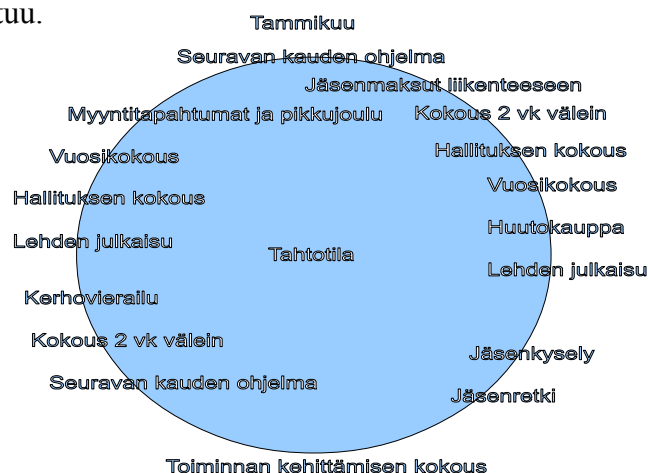 tuu.
Tammikuu
Seuravan kauden ohjelma
Jäsenmaksut liikenteeseen
Myyntitapahtumat ja pikkujoulu
Kokous 2 vk välein
Hallituksen kokous
Vuosikokous
Vuosikokous
Hallituksen kokous
Huutokauppa
Lehden julkaisu
Tahtotila
Lehden julkaisu
Kerhovierailu
Kokous 2 vk välein
Jäsenkysely
Seuravan kauden ohjelma
Jäsenretki
Toiminnan kehittämisen kokous